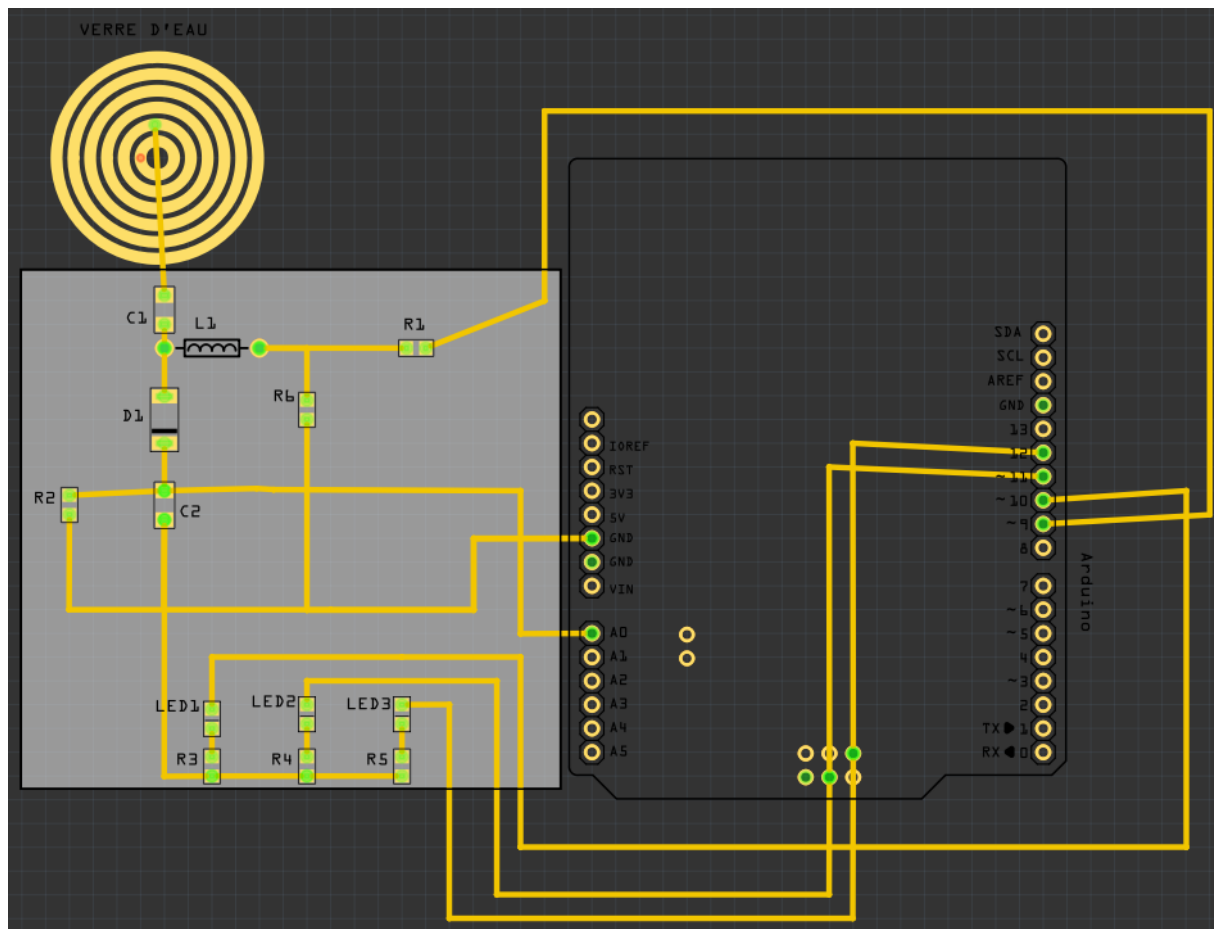 VERRE D'EAU
C1
L1
R1
D1
R6
R2
C2
LED1
LED2
LED3
R3
R4
R5
IOREF
RST
3V3
5V
GND
GND
VIN
A0
A1
A2
A3
A4
A5
SDA
SCL
AREF
GND
13
12
~11
~10
~9
8
7
~6
~5
4
~3
2
TX▶1
RX◀0
Arduino